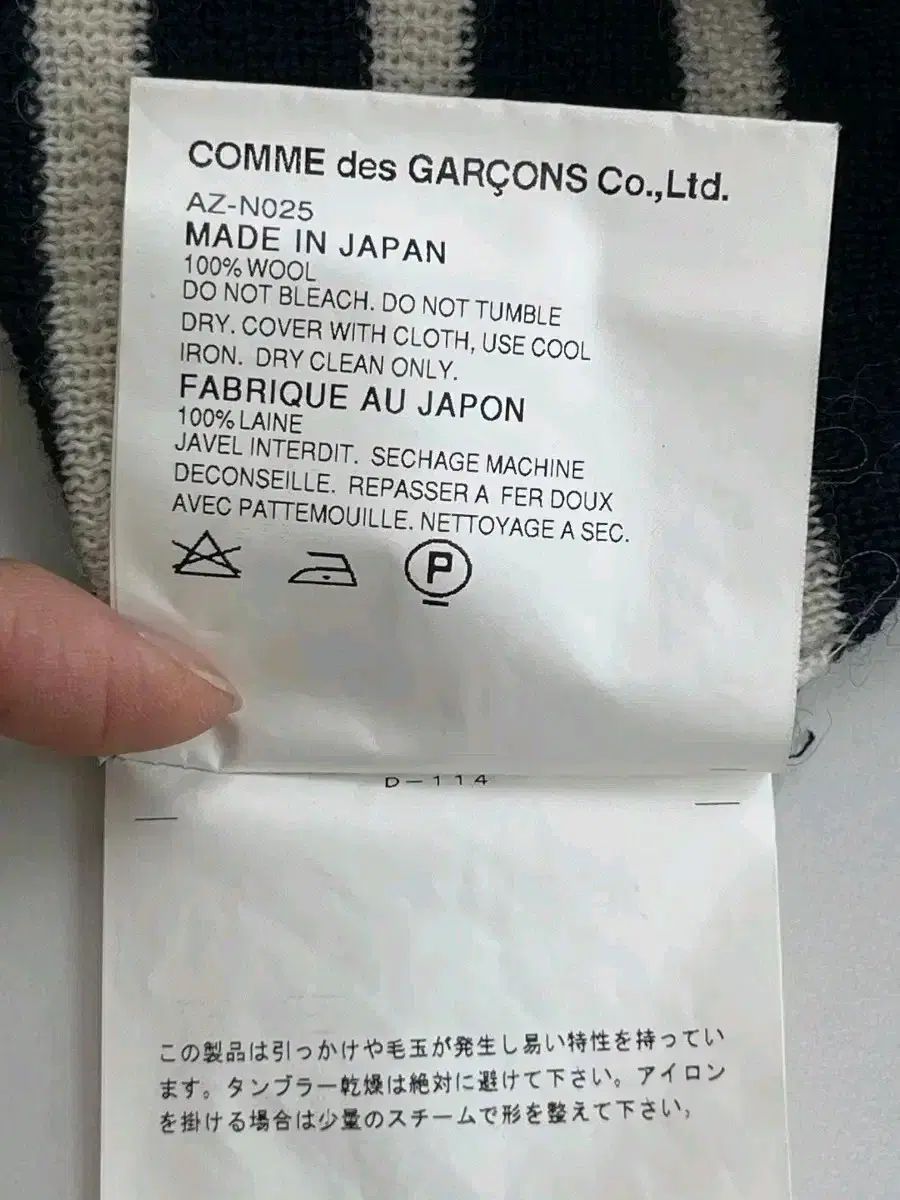 COMME des GARÇONS Co.,Ltd.
AZ-N025
MADE IN JAPAN
100% WOOL
DO NOT BLEACH. DO NOT TUMBLE
DRY. COVER WITH CLOTH, USE COOL
IRON. DRY CLEAN ONLY.
FABRIQUE AU JAPON
100% LAINE
JAVEL INTERDIT. SECHAGE MACHINE
DECONSEILLE. REPASSER A FER DOUX
AVEC PATTEMOUILLE. NETTOYAGE A SEC.
P
D-114
この製品は引っかけや毛玉が発生し易い特性を持ってい
ます。タンブラー乾燥は絶対に避けて下さい。アイロン
を掛ける場合は少量のスチームで形を整えて下さい，